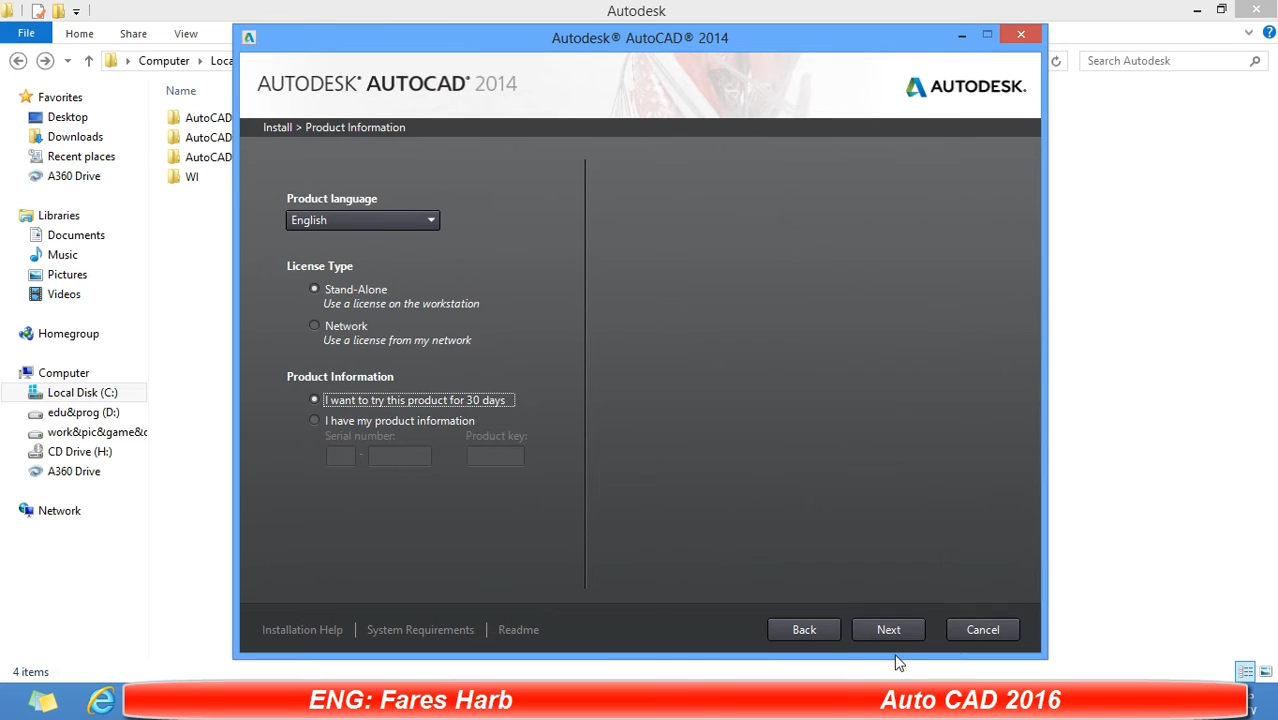 Autodesk
File
Home
Share
View
Computer
Loca
Search Autodesk
Favorites
Desktop
Downloads
Recent places
A360 Drive
Libraries
Documents
Music
Pictures
Videos
Homegroup
Computer
Local Disk (C:)
edu&prog (D:)
work&pic&game&c
CD Drive (H:)
A360 Drive
Network
Name
AutoCAD
AutoCAD
AutoCAD
WI
4 items
Autodesk® AutoCAD® 2014
AUTODESK® AUTOCAD® 2014
AUTODESK.
Install > Product Information
Product language
English
License Type
Stand-Alone
Use a license on the workstation
Network
Use a license from my network
Product Information
I want to try this product for 30 days
I have my product information
Serial number:
Product key:
-
Installation Help
System Requirements
Readme
Back
Next
Cancel
ENG: Fares Harb
Auto CAD 2016